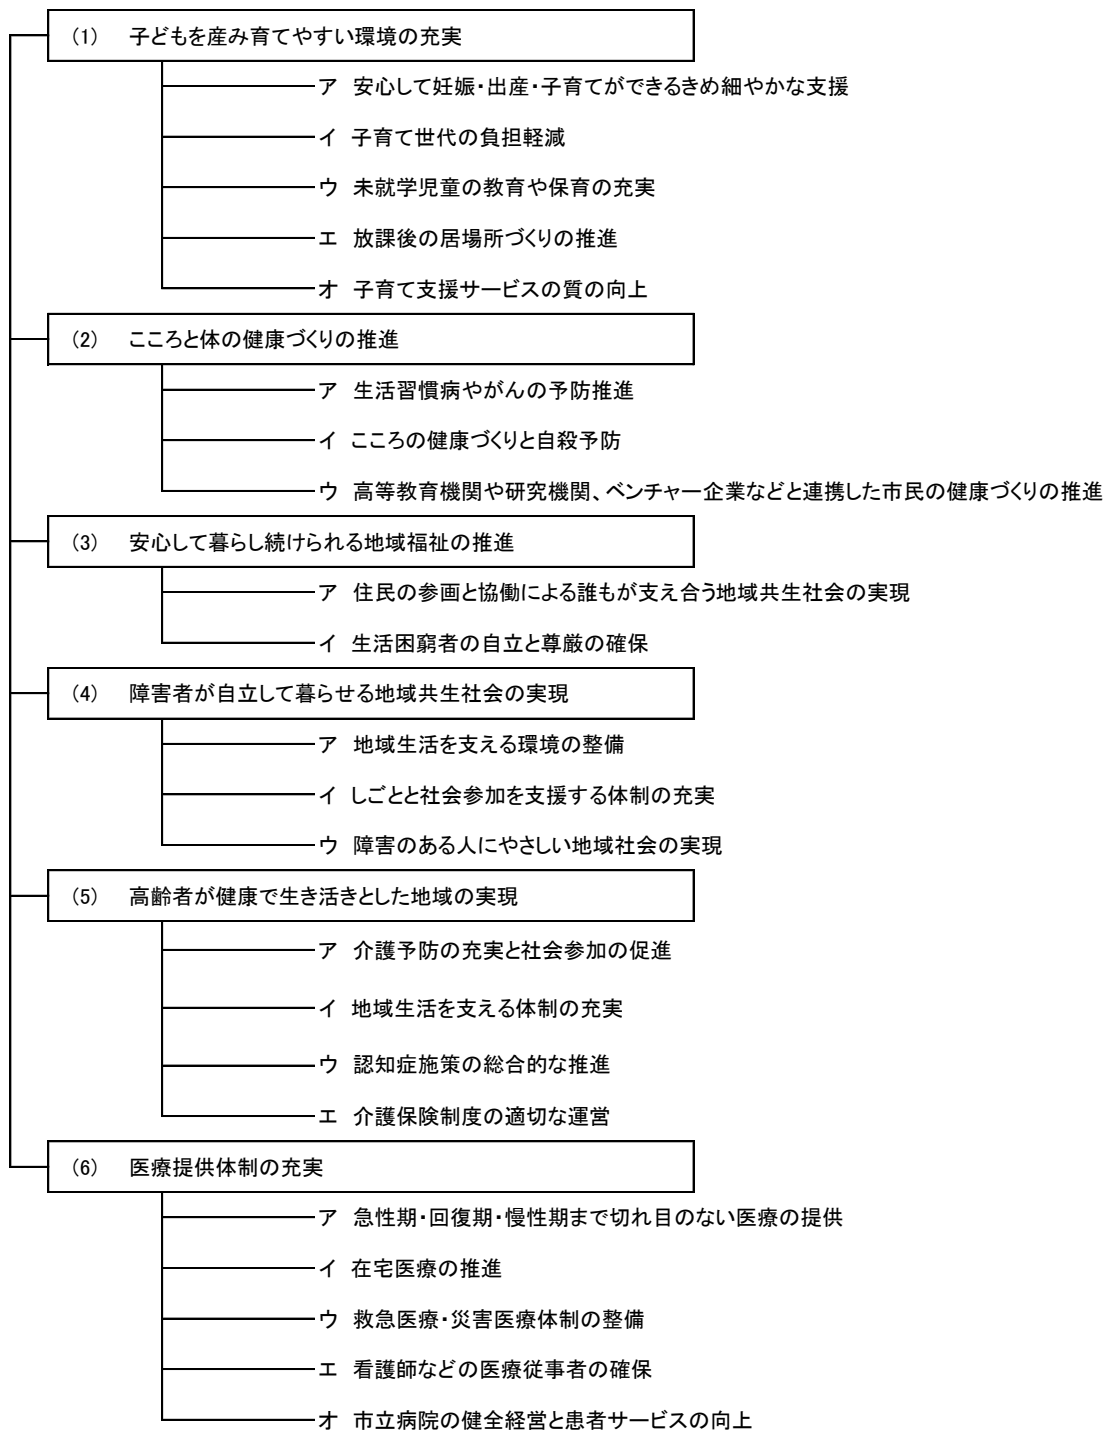 (1) 子どもを産み育てやすい環境の充実
ア 安心して妊娠・出産・子育てができるきめ細やかな支援
イ 子育て世代の負担軽減
ウ 未就学児童の教育や保育の充実
エ 放課後の居場所づくりの推進
オ 子育て支援サービスの質の向上
(2) こころと体の健康づくりの推進
ア 生活習慣病やがんの予防推進
イ こころの健康づくりと自殺予防
ウ 高等教育機関や研究機関、ベンチャー企業などと連携した市民の健康づくりの推進
(3) 安心して暮らし続けられる地域福祉の推進
ア 住民の参画と協働による誰もが支え合う地域共生社会の実現
イ 生活困窮者の自立と尊厳の確保
(4) 障害者が自立して暮らせる地域共生社会の実現
ア 地域生活を支える環境の整備
イ しごとと社会参加を支援する体制の充実
ウ 障害のある人にやさしい地域社会の実現
(5) 高齢者が健康で生き活きとした地域の実現
ア 介護予防の充実と社会参加の促進
イ 地域生活を支える体制の充実
ウ 認知症施策の総合的な推進
エ 介護保険制度の適切な運営
(6) 医療提供体制の充実
ア 急性期・回復期・慢性期まで切れ目のない医療の提供
イ 在宅医療の推進
ウ 救急医療・災害医療体制の整備
エ 看護師などの医療従事者の確保
オ 市立病院の健全経営と患者サービスの向上